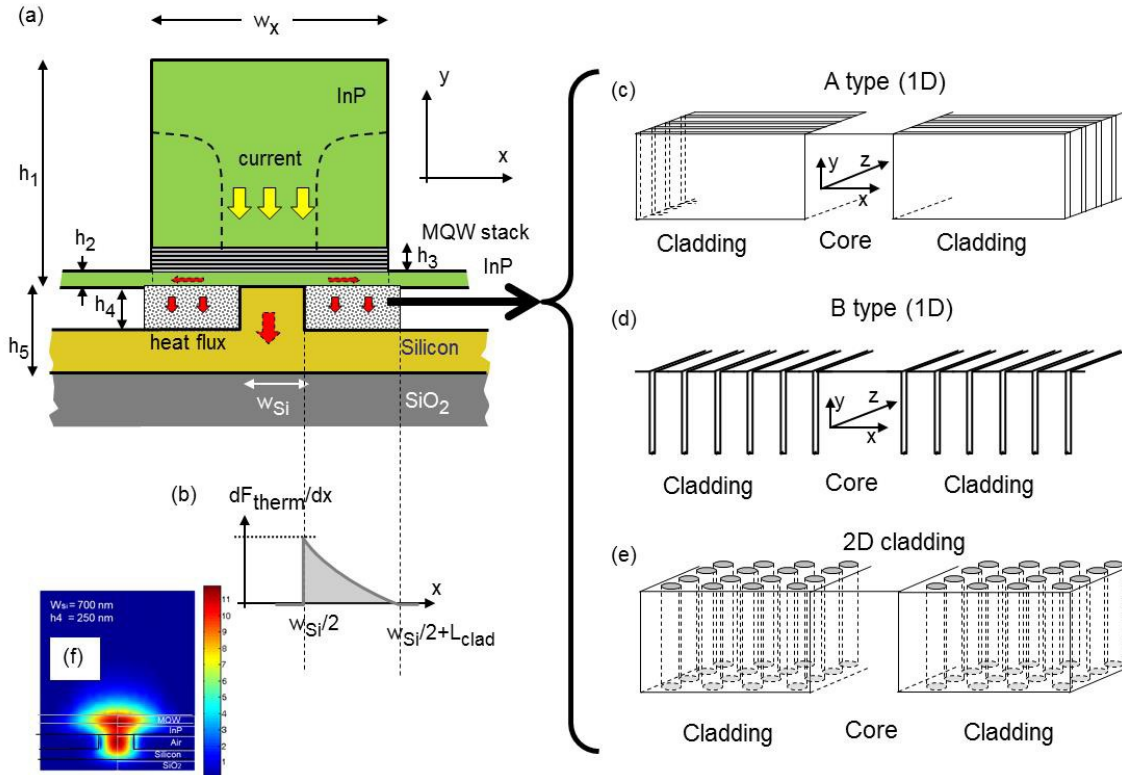 (a)
w_x
InP
y
x
current
h_1
h_2
MQW stack
h_3
InP
h_4
h_5
heat flux
Silicon
w_Si
SiO_2
(b)
dF_therm/dx
x
w_Si/2
w_Si/2+L_clad
W_Si = 700 nm
h4 = 250 nm
(f)
MQW
InP
Air
Silicon
SiO_2
11
10
9
8
7
6
5
4
3
2
1
A type (1D)
(c)
y
z
x
Cladding Core Cladding
B type (1D)
(d)
y
z
x
Cladding Core Cladding
2D cladding
(e)
Cladding Core Cladding